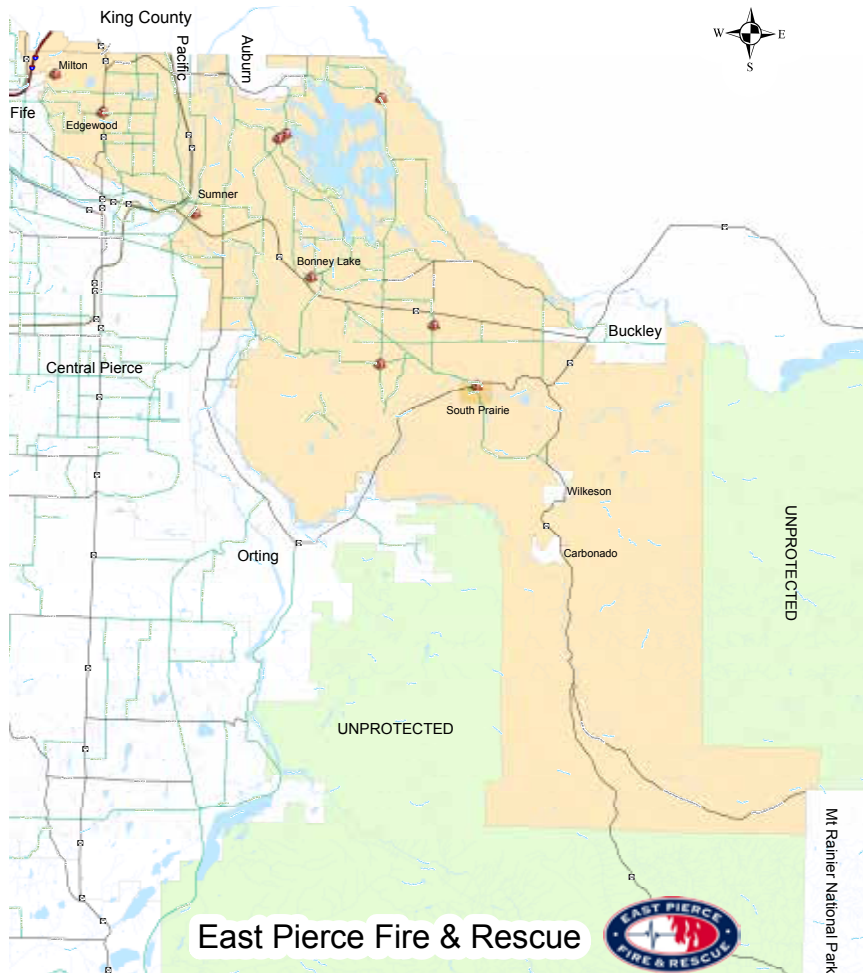 King County
W
E
S
Pacific
Auburn
Milton
Fife
Edgewood
Sumner
Bonney Lake
Buckley
Central Pierce
South Prairie
Wilkeson
UNPROTECTED
Orting
Carbonado
UNPROTECTED
Mt Rainier National Park
East Pierce Fire & Rescue
EAST PIERCE
FIRE & RESCUE